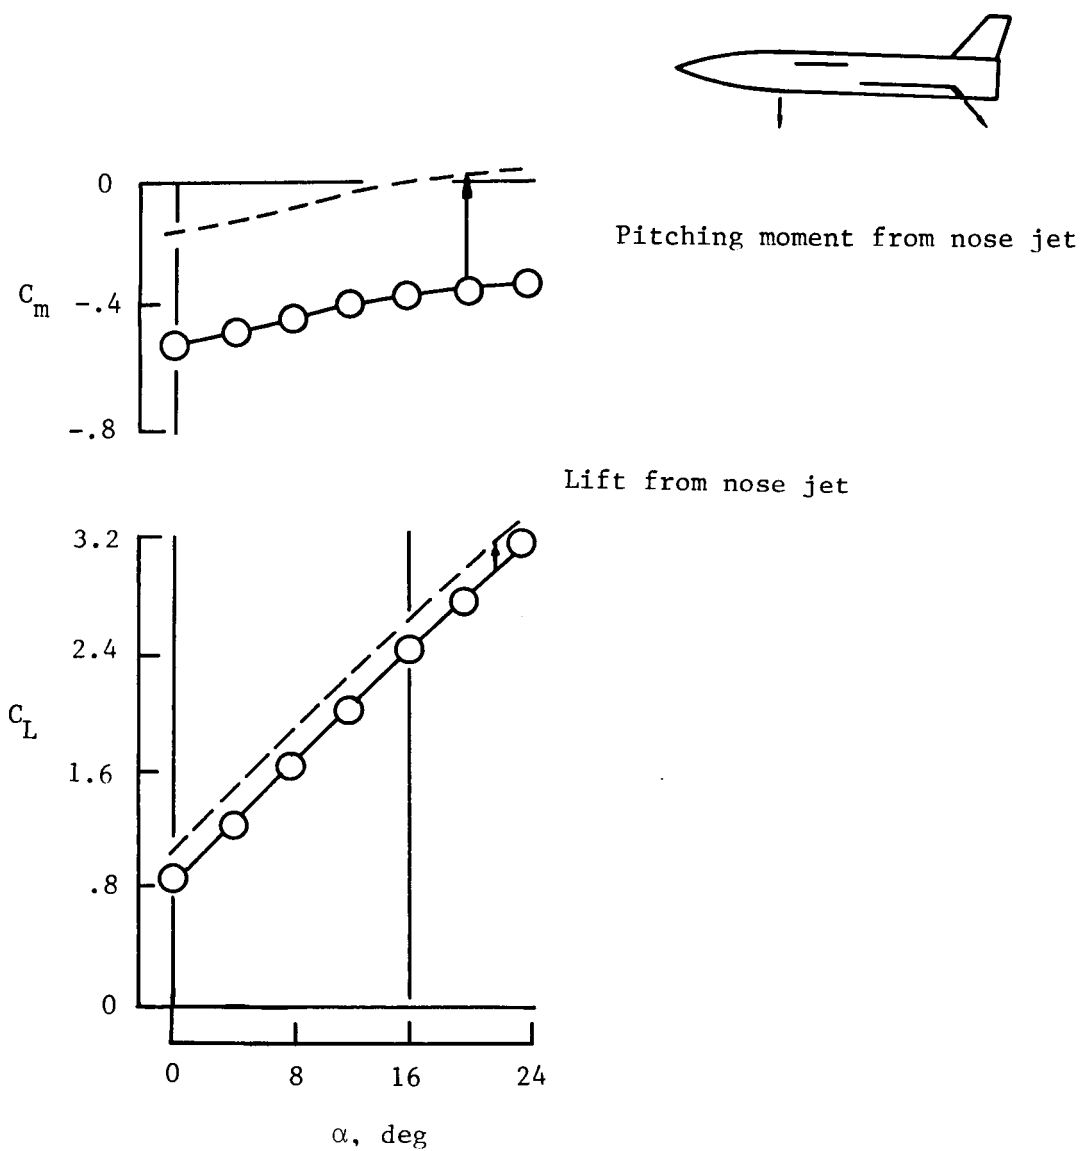 0
Pitching moment from nose jet
C_m
-.4
-.8
Lift from nose jet
3.2
2.4
C_L
1.6
.8
0
0 8 16 24
α, deg